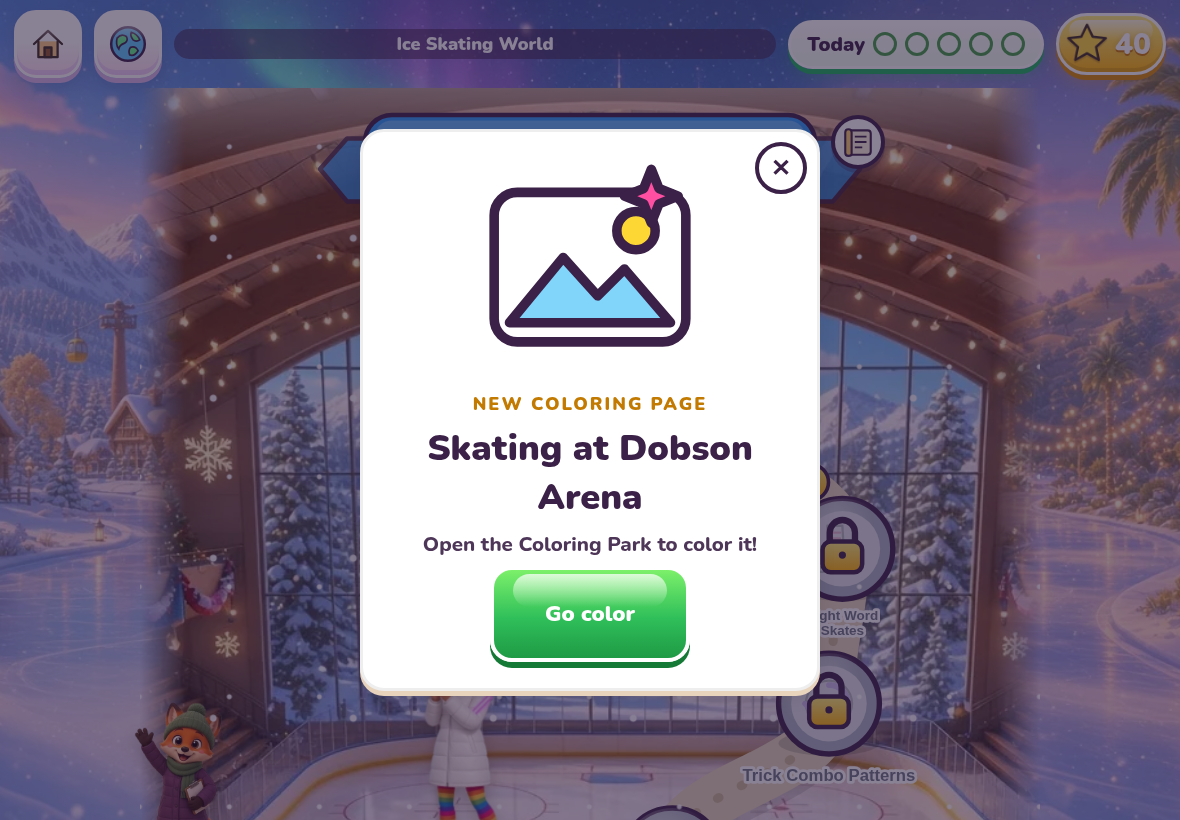 Ice Skating World
Today
40
NEW COLORING PAGE
Skating at Dobson
Arena
Open the Coloring Park to color it!
Go color
Word
Skates
Trick Combo Patterns